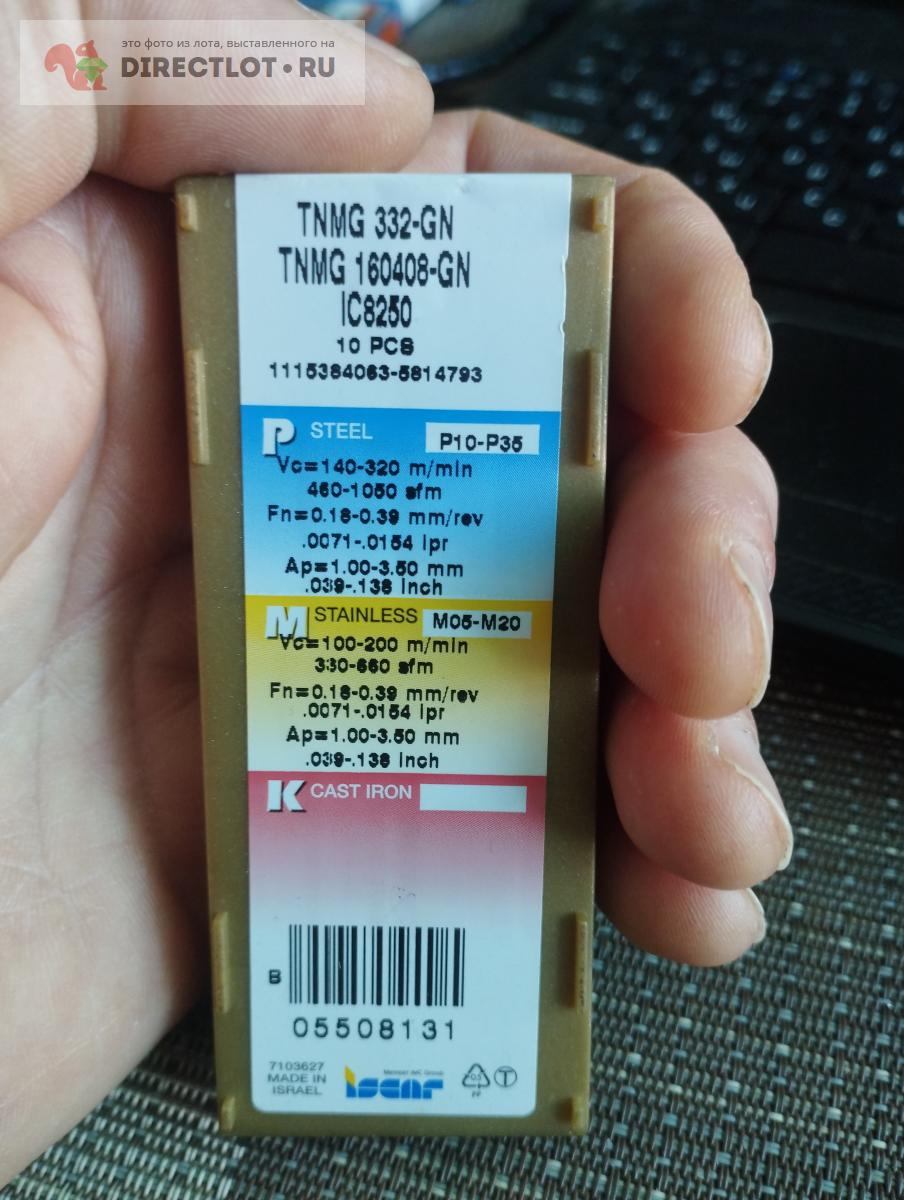 это фото из лота, выставленного на
DIRECTLOT•RU
TNMG 332-GN
TNMG 160408-GN
IC8250
10 PCS
1115384063-5814793
P STEEL P10-P35
Vc=140-320 m/min
460-1050 sfm
Fn=0.18-0.39 mm/rev
.0071-.0154 ipr
Ap=1.00-3.50 mm
.039-.138 inch
M STAINLESS M05-M20
Vc=100-200 m/min
330-660 sfm
Fn=0.18-0.39 mm/rev
.0071-.0154 ipr
Ap=1.00-3.50 mm
.039-.138 inch
K CAST IRON
B
05508131
7103627
MADE IN
ISRAEL
Member IMC Group
iscar
PP
T